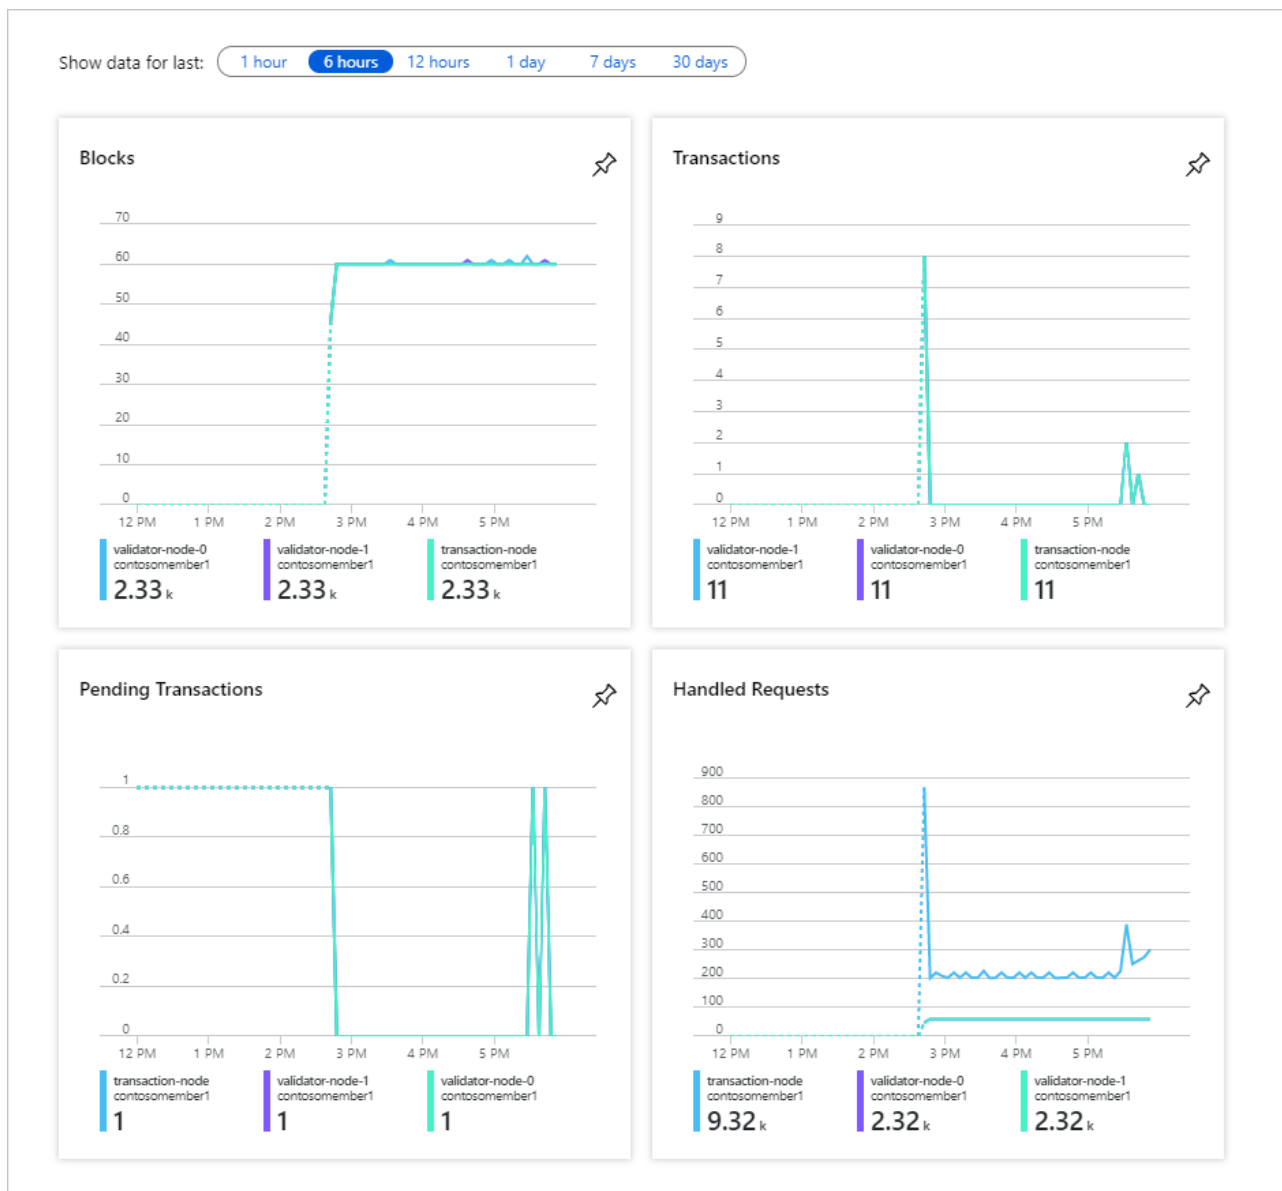 Show data for last: 1 hour 6 hours 12 hours 1 day 7 days 30 days
Blocks
70
60
50
40
30
20
10
0
12 PM 1 PM 2 PM 3 PM 4 PM 5 PM
validator-node-0 validator-node-1 transaction-node
contosomember1 contosomember1 contosomember1
2.33 k 2.33 k 2.33 k
Transactions
9
8
7
6
5
4
3
2
1
0
12 PM 1 PM 2 PM 3 PM 4 PM 5 PM
validator-node-1 validator-node-0 transaction-node
contosomember1 contosomember1 contosomember1
11 11 11
Pending Transactions
1
0.8
0.6
0.4
0.2
0
12 PM 1 PM 2 PM 3 PM 4 PM 5 PM
transaction-node validator-node-1 validator-node-0
contosomember1 contosomember1 contosomember1
1 1 1
Handled Requests
900
800
700
600
500
400
300
200
100
0
12 PM 1 PM 2 PM 3 PM 4 PM 5 PM
transaction-node validator-node-0 validator-node-1
contosomember1 contosomember1 contosomember1
9.32 k 2.32 k 2.32 k